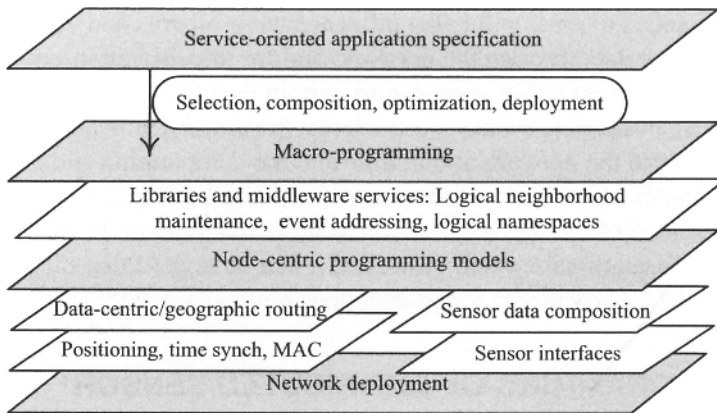 Service-oriented application specification
Selection, composition, optimization, deployment
Macro-programming
Libraries and middleware services: Logical neighborhood
maintenance, event addressing, logical namespaces
Node-centric programming models
Data-centric/geographic routing
Sensor data composition
Positioning, time synch, MAC
Sensor interfaces
Network deployment